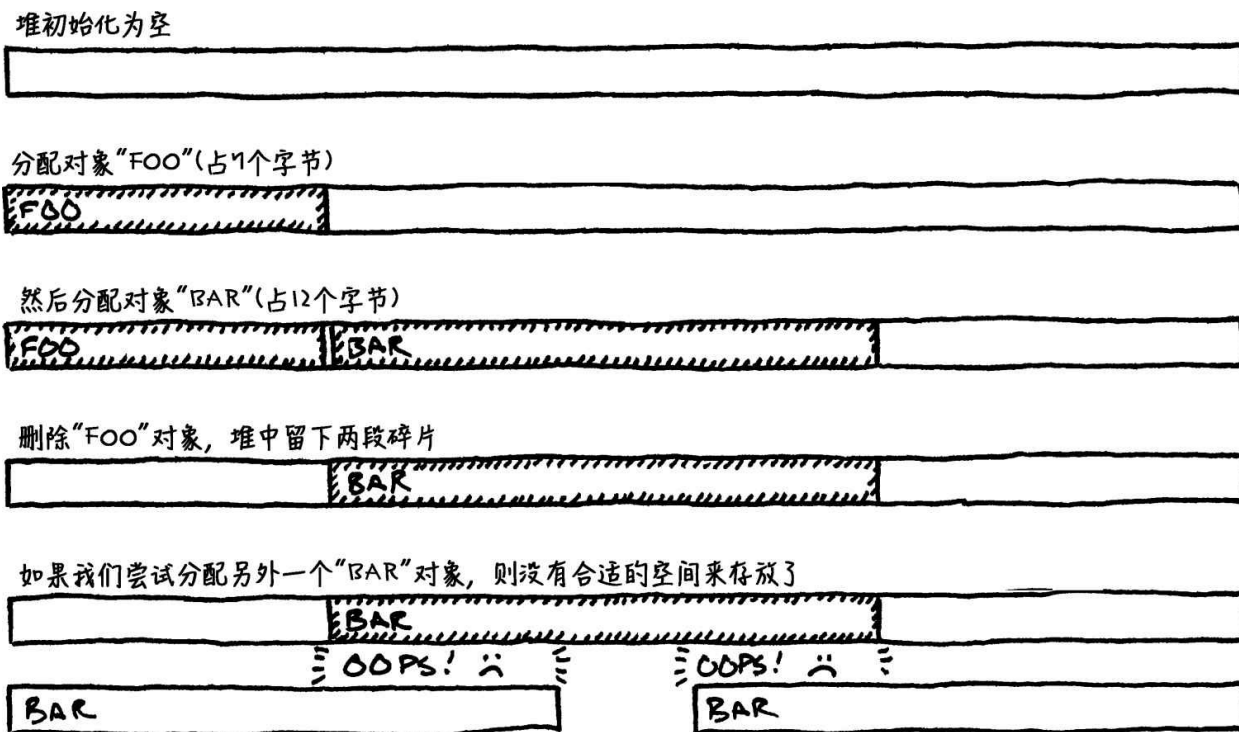 堆初始化为空
分配对象"FOO"(占7个字节)
FOO
然后分配对象"BAR"(占12个字节)
FOO BAR
删除"FOO"对象, 堆中留下两段碎片
BAR
如果我们尝试分配另外一个"BAR"对象, 则没有合适的空间来存放了
BAR
OOPS! OOPS!
BAR BAR